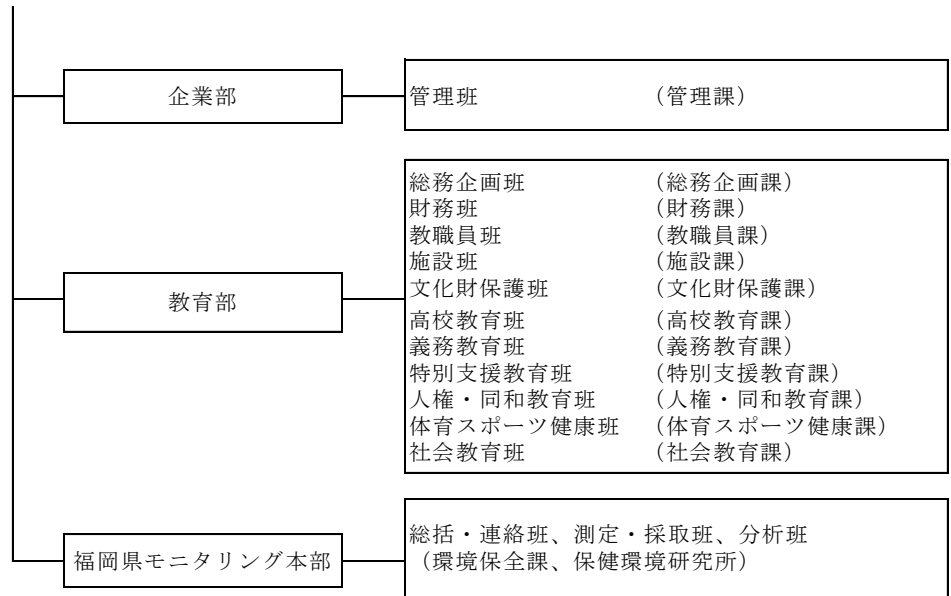 企業部
管理班 (管理課)
教育部
総務企画班 (総務企画課)
財務班 (財務課)
教職員班 (教職員課)
施設班 (施設課)
文化財保護班 (文化財保護課)
高校教育班 (高校教育課)
義務教育班 (義務教育課)
特別支援教育班 (特別支援教育課)
人権・同和教育班 (人権・同和教育課)
体育スポーツ健康班 (体育スポーツ健康課)
社会教育班 (社会教育課)
福岡県モニタリング本部
総括・連絡班、測定・採取班、分析班
(環境保全課、保健環境研究所)